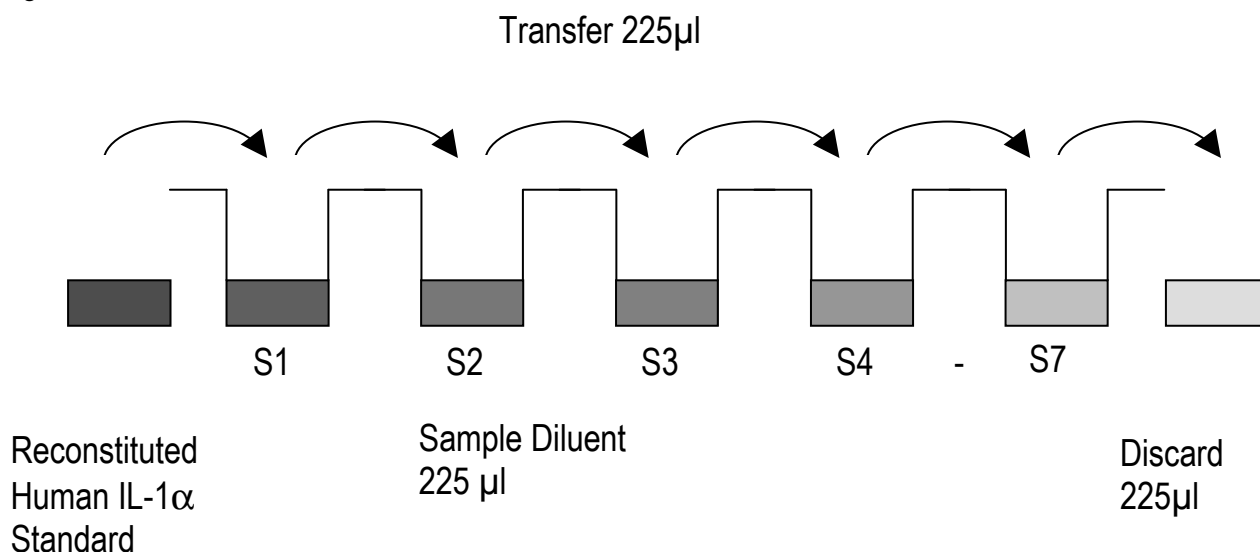 Transfer 225µl
S1 S2 S3 S4 - S7
Reconstituted
Human IL-1α
Standard
Sample Diluent
225 µl
Discard
225µl